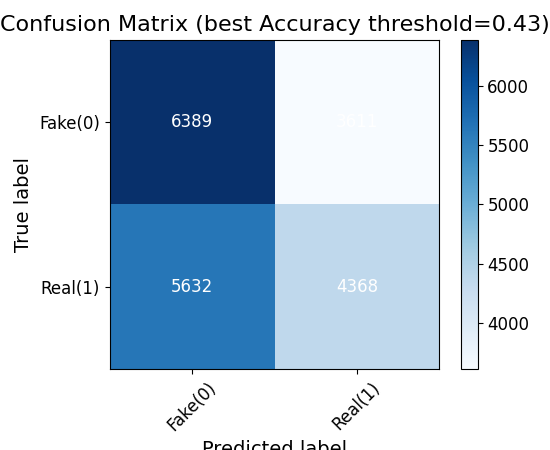 Confusion Matrix (best Accuracy threshold=0.43)
Fake(0)
6389
3611
True label
Real(1)
5632
4368
Fake(0)
Real(1)
Predicted label
6000
5500
5000
4500
4000